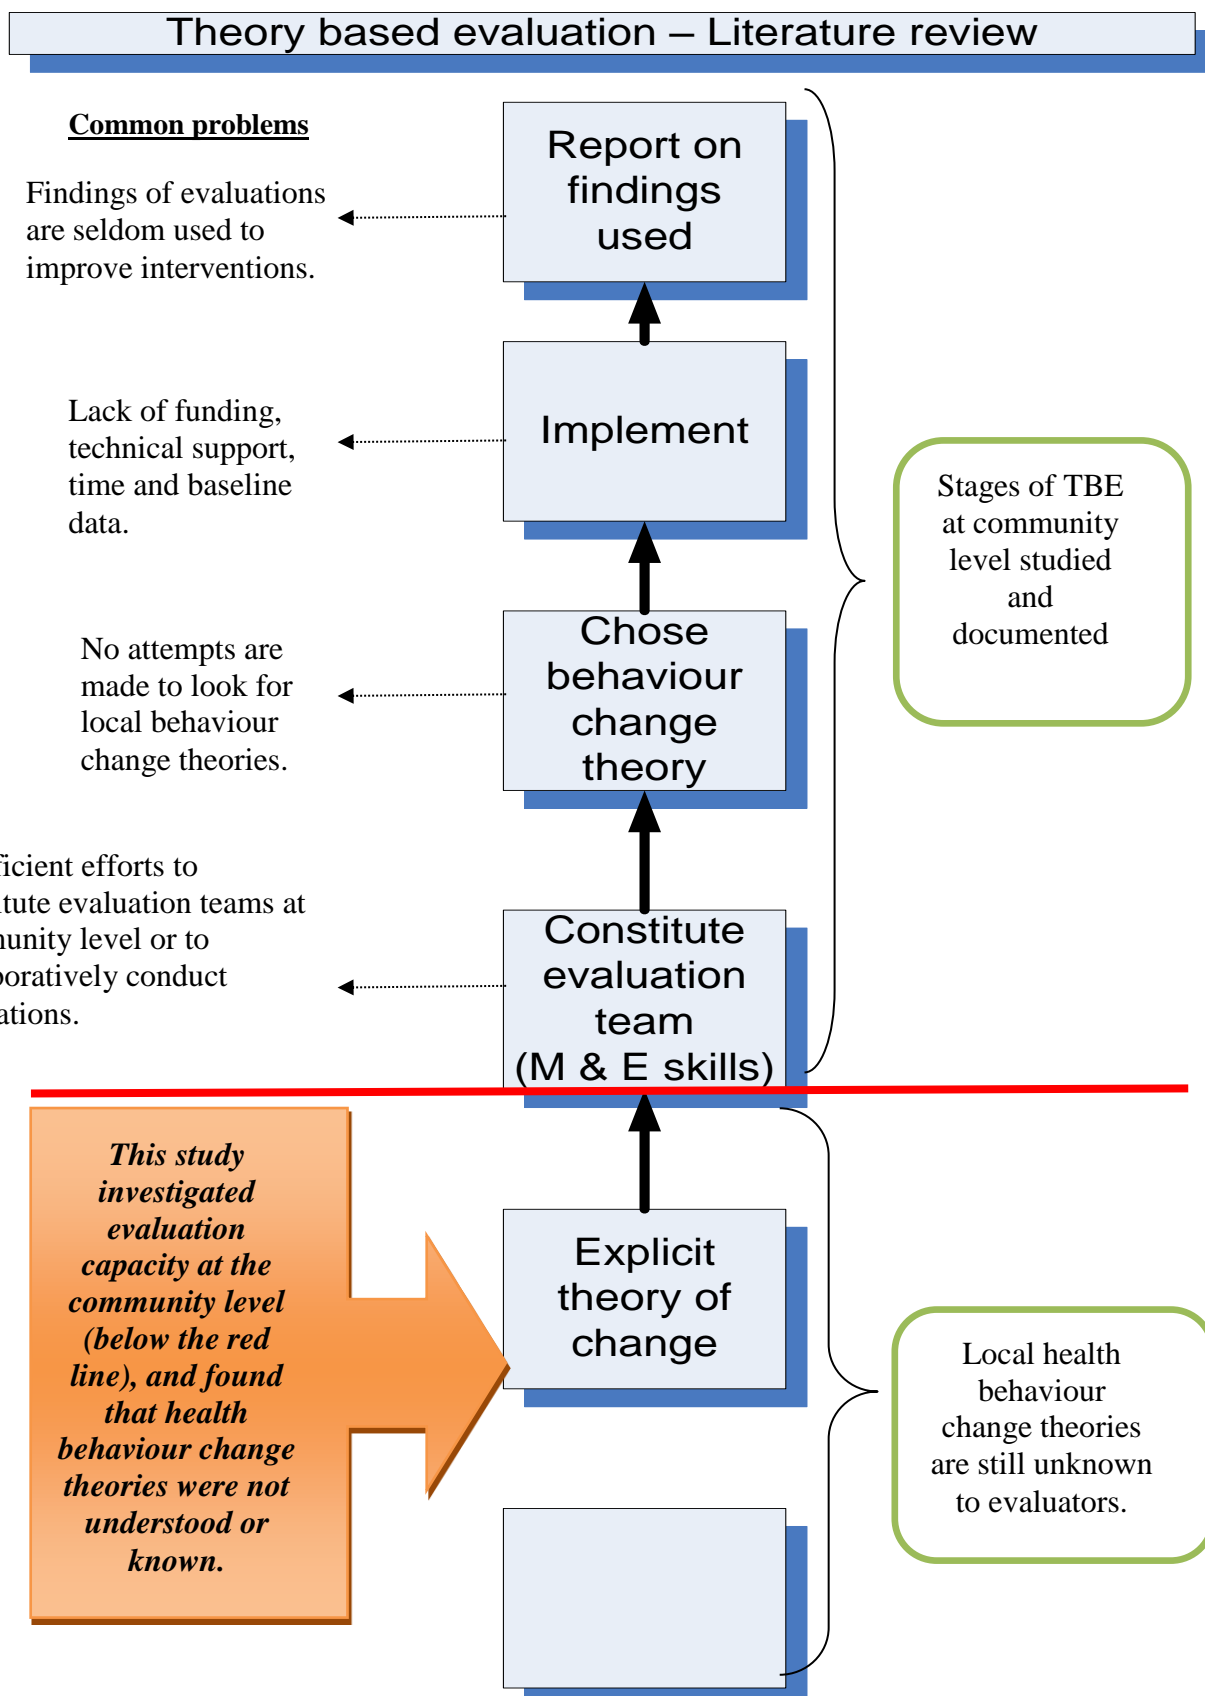 Theory based evaluation – Literature review
Common problems
Report on
findings
used
Findings of evaluations
are seldom used to
improve interventions.
Implement
Lack of funding,
technical support,
time and baseline
data.
Stages of TBE
at community
level studied
and
documented
Chose
behaviour
change
theory
No attempts are
made to look for
local behaviour
change theories.
Constitute
evaluation
team
(M & E skills)
efforts to
evaluation teams at
level or to
conduct
This study
investigated
evaluation
capacity at the
community level
(below the red
line), and found
that health
behaviour change
theories were not
understood or
known.
Explicit
theory of
change
Local health
behaviour
change theories
are still unknown
to evaluators.